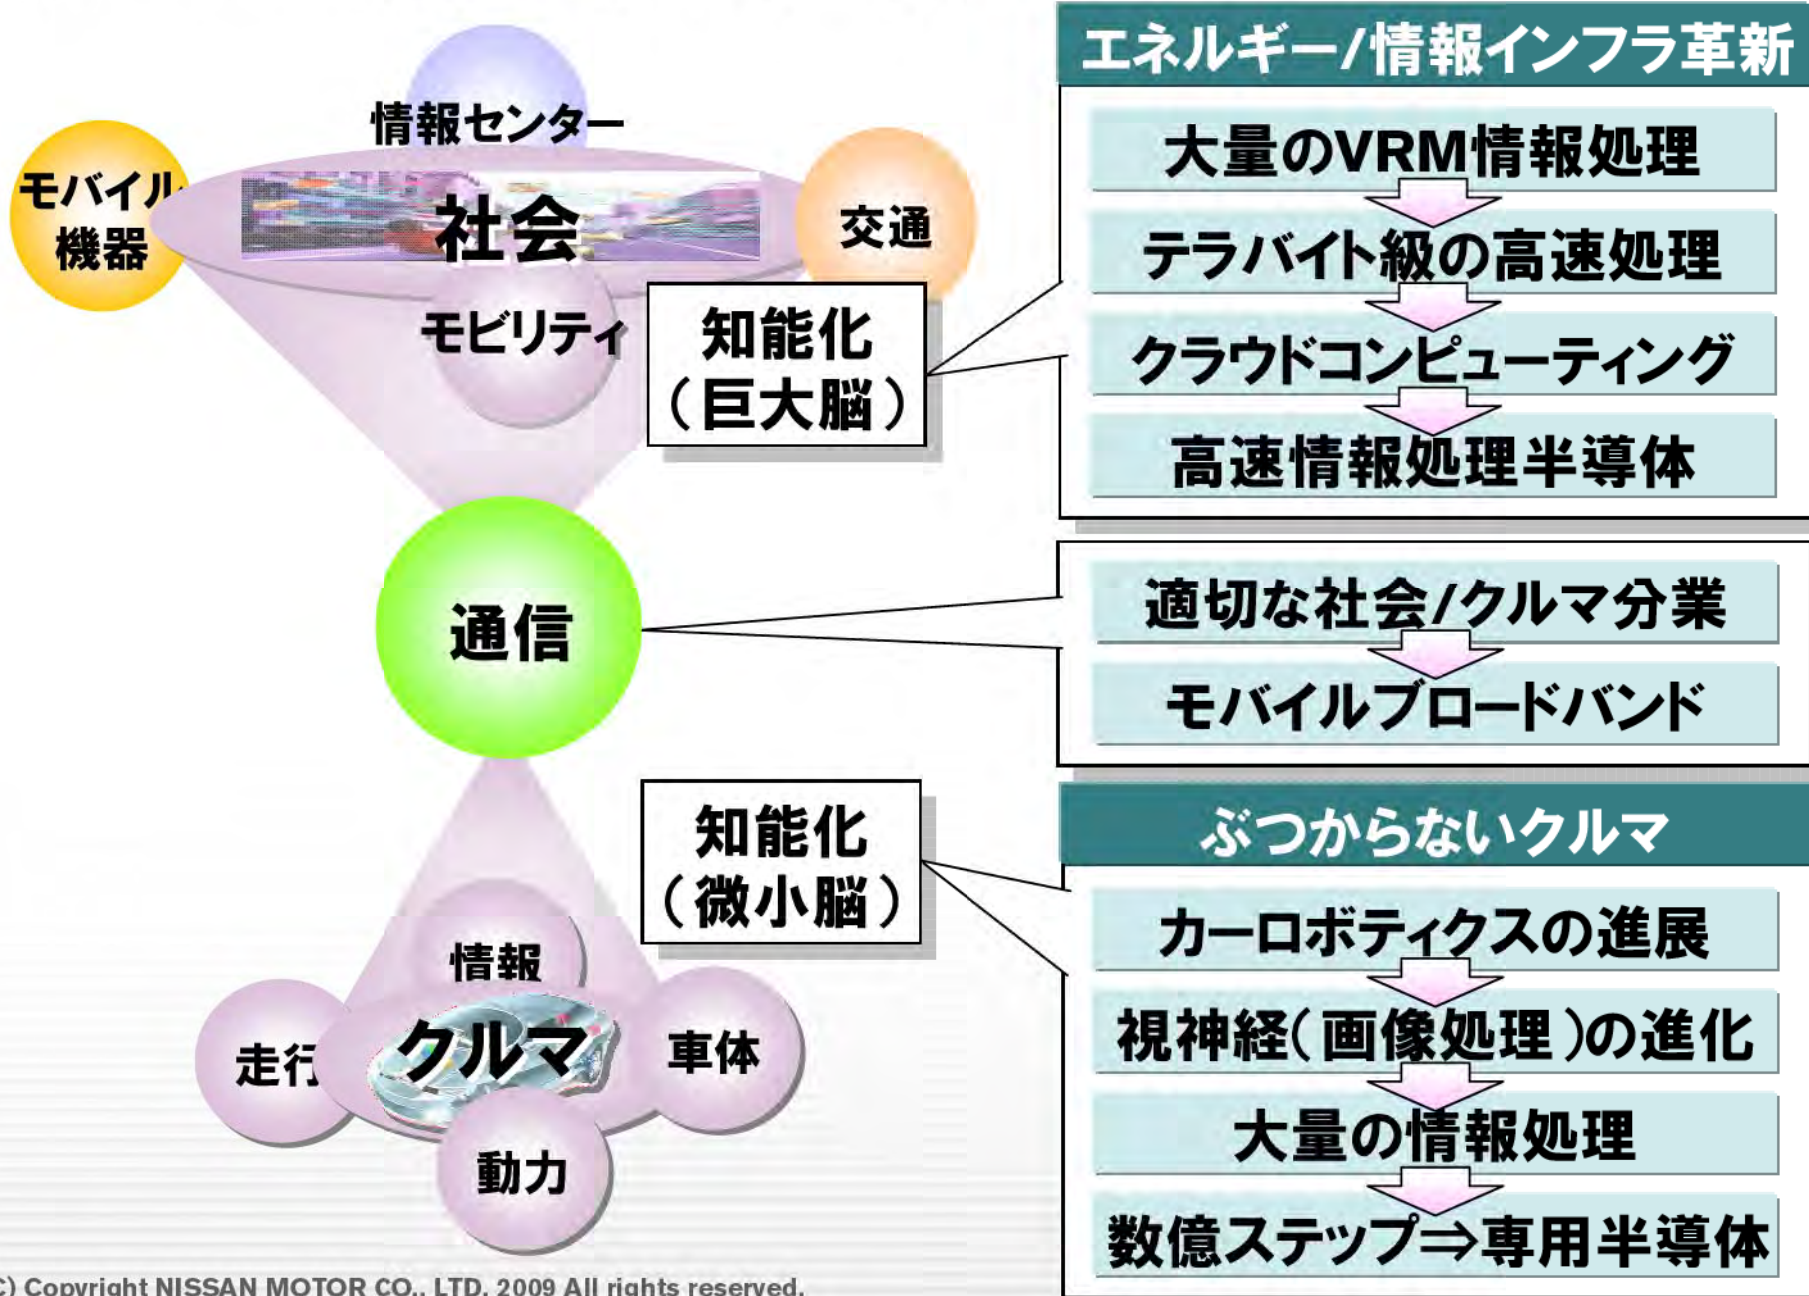 情報センター
モバイル
機器
社会
交通
モビリティ
知能化
(巨大脳)
エネルギー/情報インフラ革新
大量のVRM情報処理
テラバイト級の高速処理
クラウドコンピューティング
高速情報処理半導体
通信
適切な社会/クルマ分業
モバイルブロードバンド
知能化
(微小脳)
情報
走行
クルマ
車体
動力
ぶつからないクルマ
カーロボティクスの進展
視神経(画像処理)の進化
大量の情報処理
数億ステップ⇒専用半導体
C) Copyright NISSAN MOTOR CO., LTD. 2009 All rights reserved.